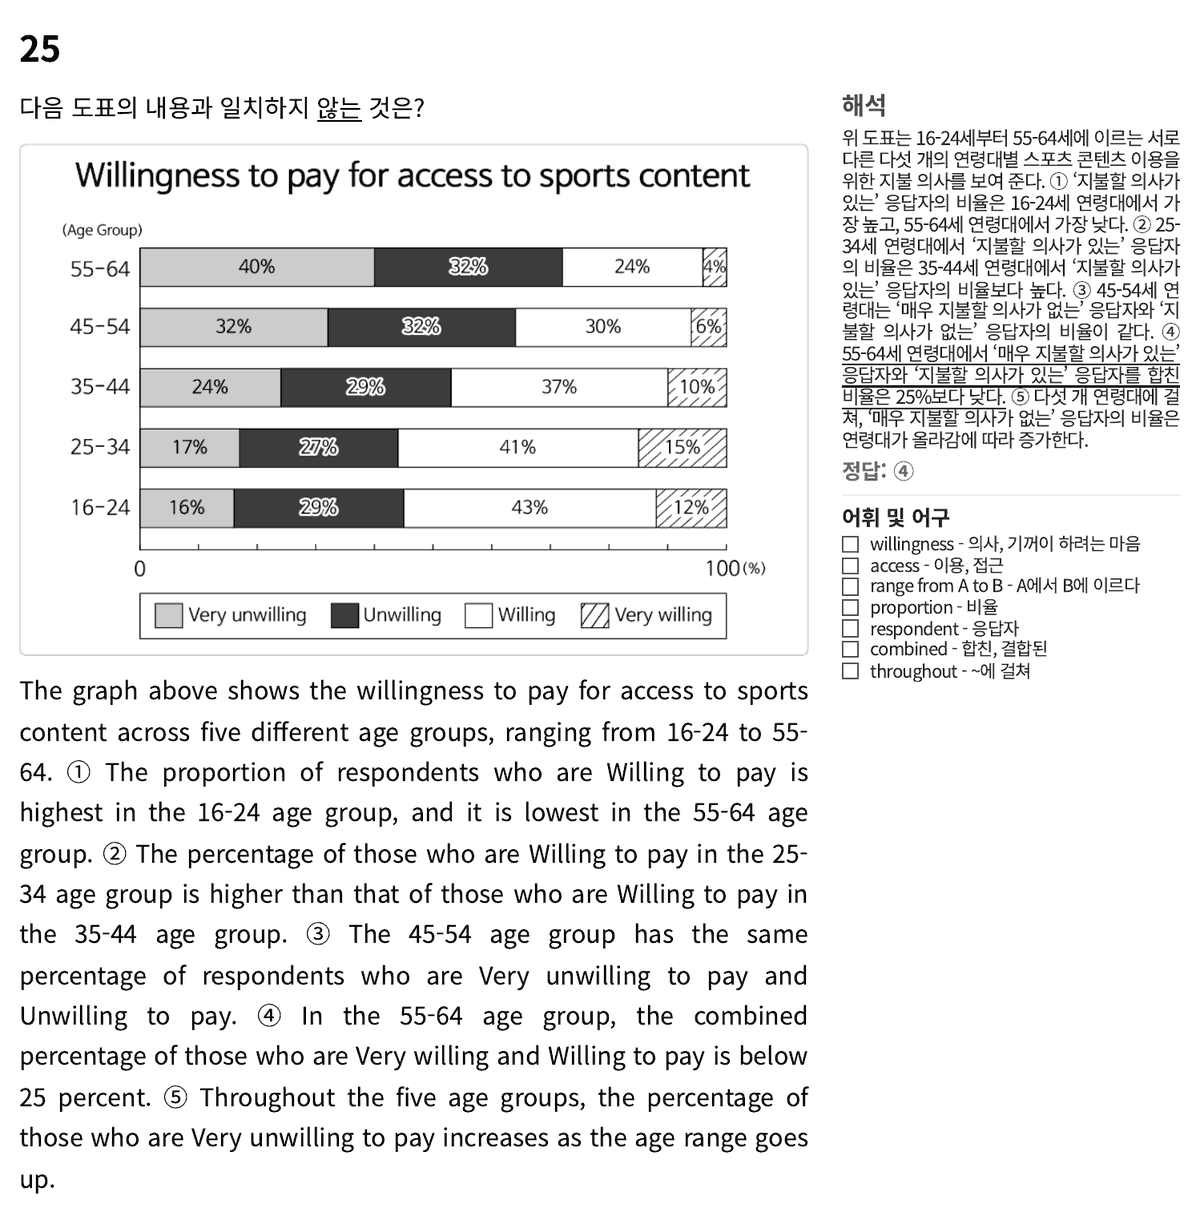 25
다음 도표의 내용과 일치하지 않는 것은?
Willingness to pay for access to sports content
(Age Group)
55-64 40% 32% 24% 4%
45-54 32% 32% 30% 6%
35-44 24% 29% 37% 10%
25-34 17% 27% 41% 15%
16-24 16% 29% 43% 12%
0 100(%)
Very unwilling Unwilling Willing Very willing
The graph above shows the willingness to pay for access to sports
content across five different age groups, ranging from 16-24 to 55-
64. ① The proportion of respondents who are Willing to pay is
highest in the 16-24 age group, and it is lowest in the 55-64 age
group. ② The percentage of those who are Willing to pay in the 25-
34 age group is higher than that of those who are Willing to pay in
the 35-44 age group. ③ The 45-54 age group has the same
percentage of respondents who are Very unwilling to pay and
Unwilling to pay. ④ In the 55-64 age group, the combined
percentage of those who are Very willing and Willing to pay is below
25 percent. ⑤ Throughout the five age groups, the percentage of
those who are Very unwilling to pay increases as the age range goes
up.
해석
위 도표는 16-24세부터 55-64세에 이르는 서로
다른 다섯 개의 연령대별 스포츠 콘텐츠 이용을
위한 지불 의사를 보여 준다. ① ‘지불할 의사가
있는’ 응답자의 비율은 16-24세 연령대에서 가
장 높고, 55-64세 연령대에서 가장 낮다. ② 25-
34세 연령대에서 ‘지불할 의사가 있는’ 응답자
의 비율은 35-44세 연령대에서 ‘지불할 의사가
있는’ 응답자의 비율보다 높다. ③ 45-54세 연
령대는 ‘매우 지불할 의사가 없는’ 응답자와 ‘지
불할 의사가 없는’ 응답자의 비율이 같다. ④
55-64세 연령대에서 ‘매우 지불할 의사가 있는’
응답자와 ‘지불할 의사가 있는’ 응답자를 합친
비율은 25%보다 낮다. ⑤ 다섯 개 연령대에 걸
쳐, ‘매우 지불할 의사가 없는’ 응답자의 비율은
연령대가 올라감에 따라 증가한다.
정답: ④
어휘 및 어구
willingness - 의사, 기꺼이 하려는 마음
access - 이용, 접근
range from A to B - A에서 B에 이르다
proportion - 비율
respondent - 응답자
combined - 합친, 결합된
throughout - ~에 걸쳐